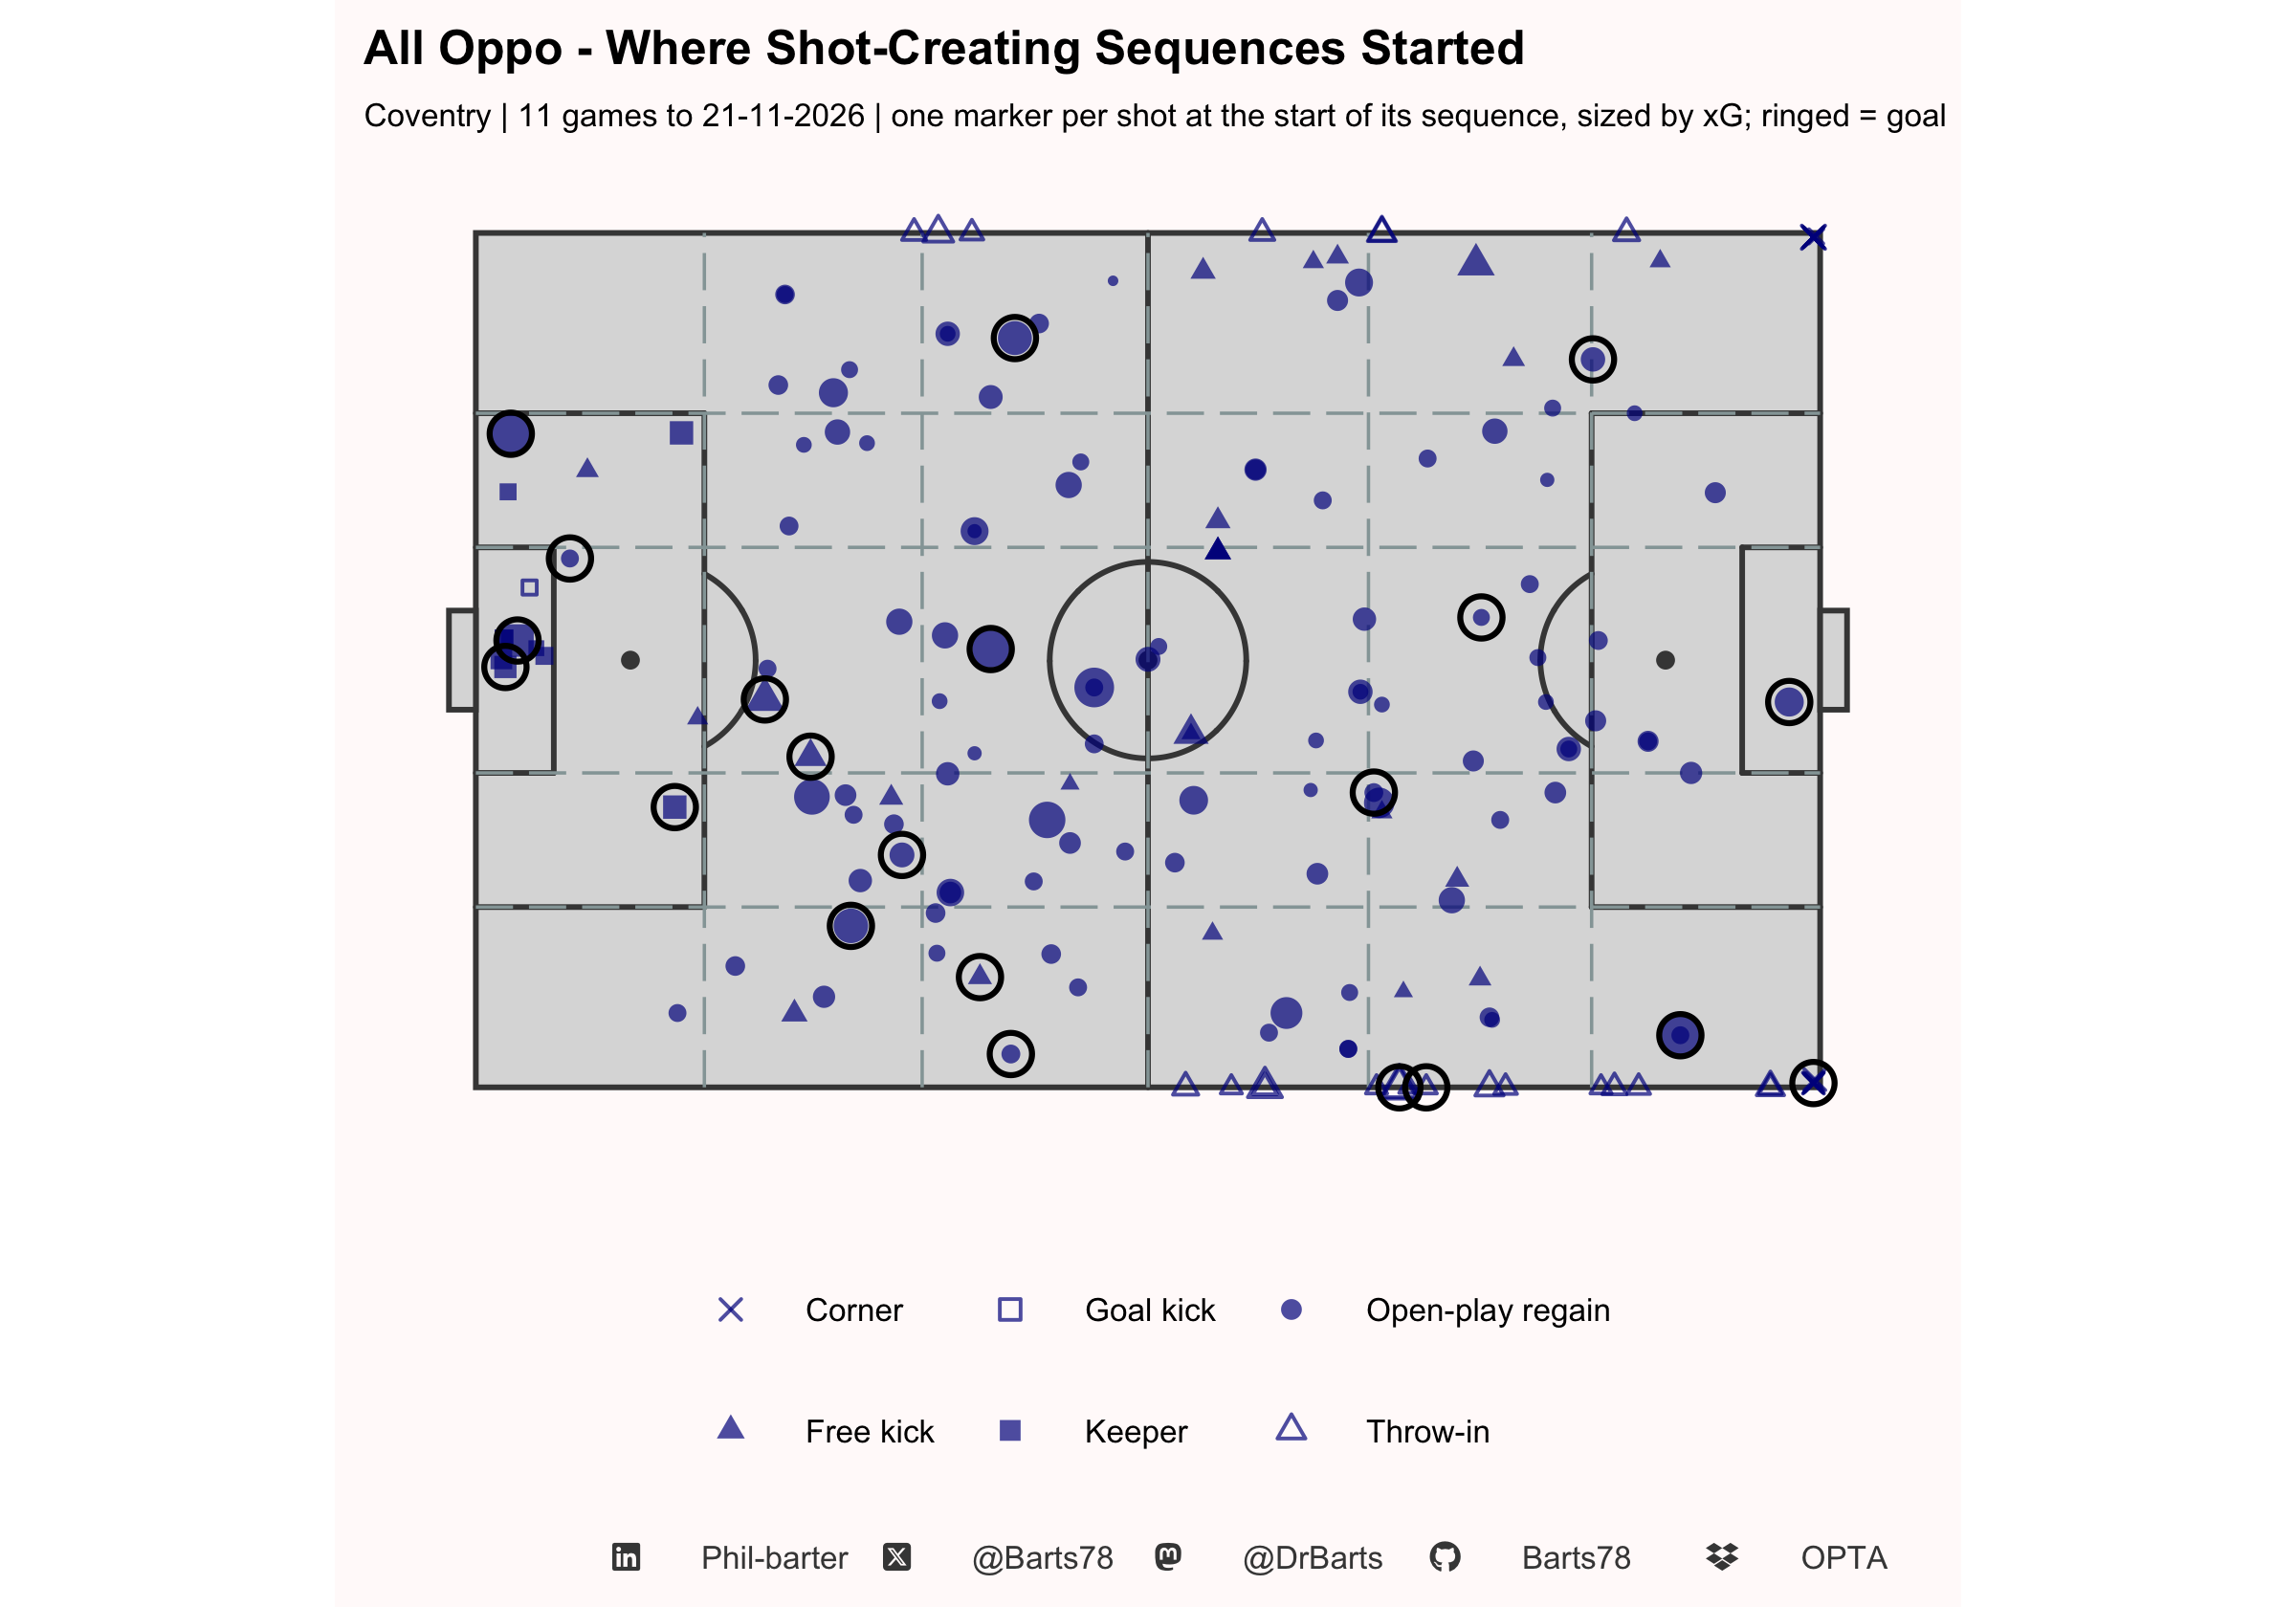 All Oppo - Where Shot-Creating Sequences Started
Coventry | 11 games to 21-11-2026 | one marker per shot at the start of its sequence, sized by xG; ringed = goal
Corner
Goal kick
Open-play regain
Free kick
Keeper
Throw-in
Phil-barter
@Barts78
@DrBarts
Barts78
OPTA